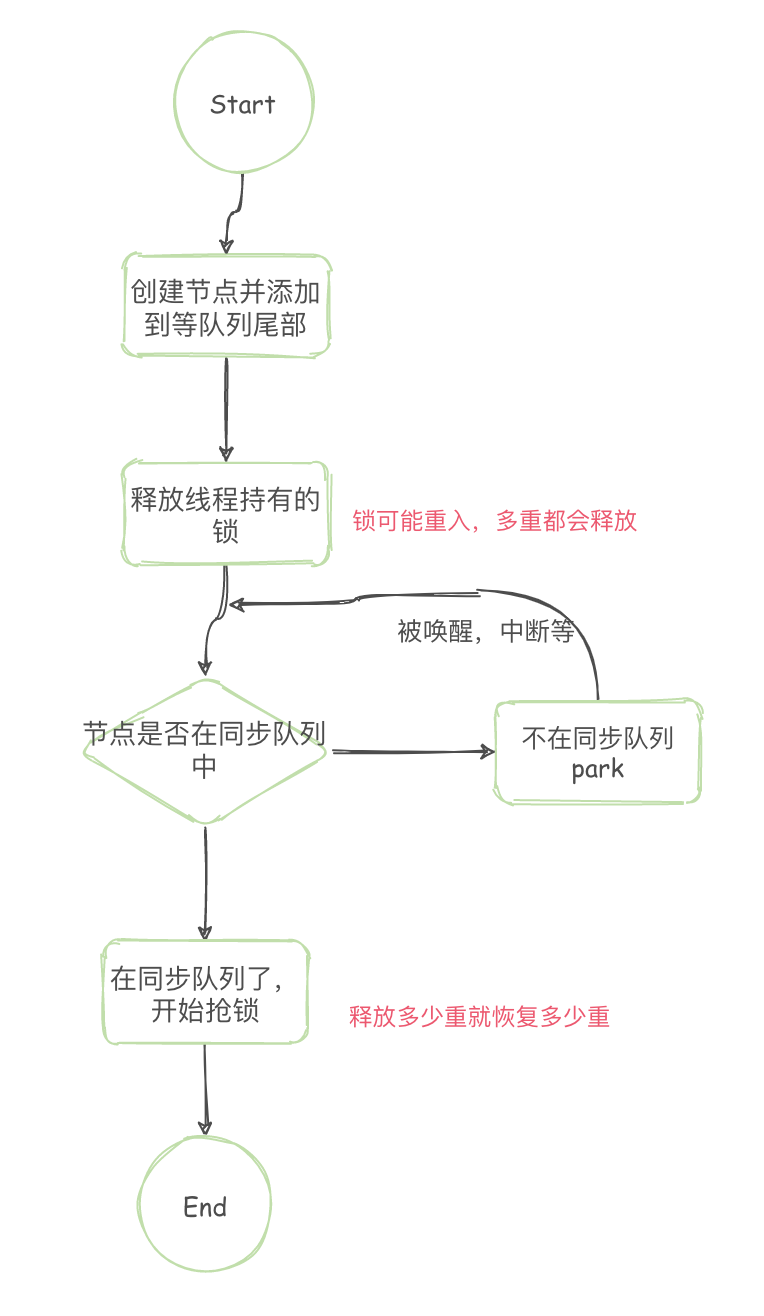 Start
创建节点并添加
到等队列尾部
释放线程持有的
锁
锁可能重入，多重都会释放
被唤醒，中断等
节点是否在同步队列
中
不在同步队列
park
在同步队列了，
开始抢锁
释放多少重就恢复多少重
End